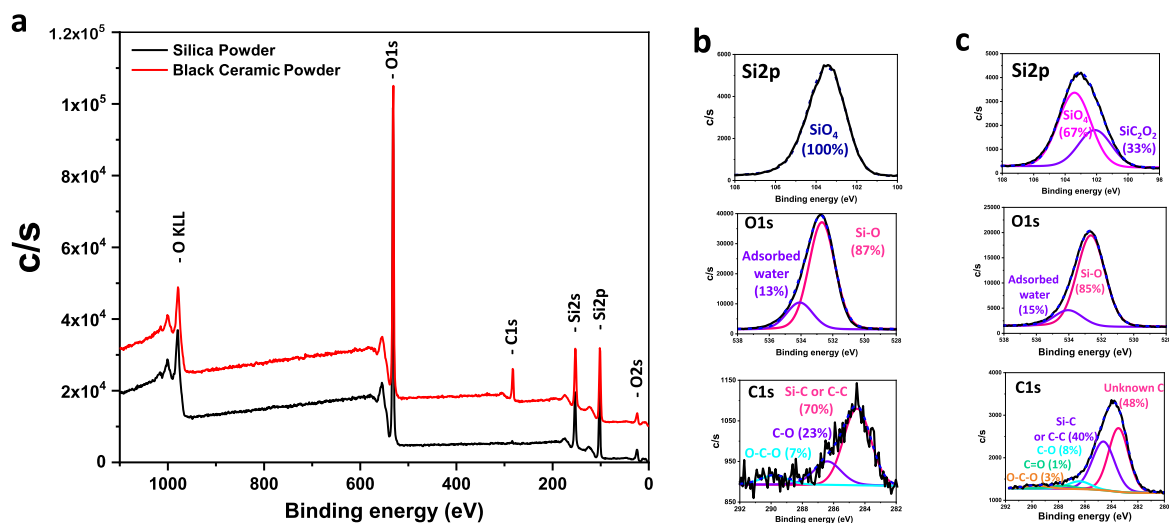 a
c/s
1.2x10⁵
1x10⁵
8x10⁴
6x10⁴
4x10⁴
2x10⁴
0
Silica Powder
Black Ceramic Powder
O KLL
O1s
C1s
Si2s
Si2p
O2s
1000
800
600
400
200
0
Binding energy (eV)
b
Si2p
c/s
6000
5000
4000
3000
2000
1000
0
SiO₄
(100%)
108
106
104
102
100
Binding energy (eV)
O1s
c/s
40000
30000
20000
10000
0
Si-O
(87%)
Adsorbed
water
(13%)
538
536
534
532
530
528
Binding energy (eV)
C1s
c/s
1150
1100
1050
1000
950
900
850
Si-C or C-C
(70%)
C-O (23%)
O-C-O (7%)
292
290
288
286
284
282
Binding energy (eV)
c
Si2p
c/s
5000
4000
3000
2000
1000
0
SiO₄
(67%)
SiC₂O₂
(33%)
108
106
104
102
100
98
Binding energy (eV)
O1s
c/s
25000
20000
15000
10000
5000
0
Si-O
(85%)
Adsorbed
water
(15%)
538
536
534
532
530
528
Binding energy (eV)
C1s
c/s
4000
3000
2000
1000
Unknown C
(48%)
Si-C
or C-C (40%)
C-O (8%)
C=O (1%)
O-C-O (3%)
292
290
288
286
284
282
280
Binding energy (eV)